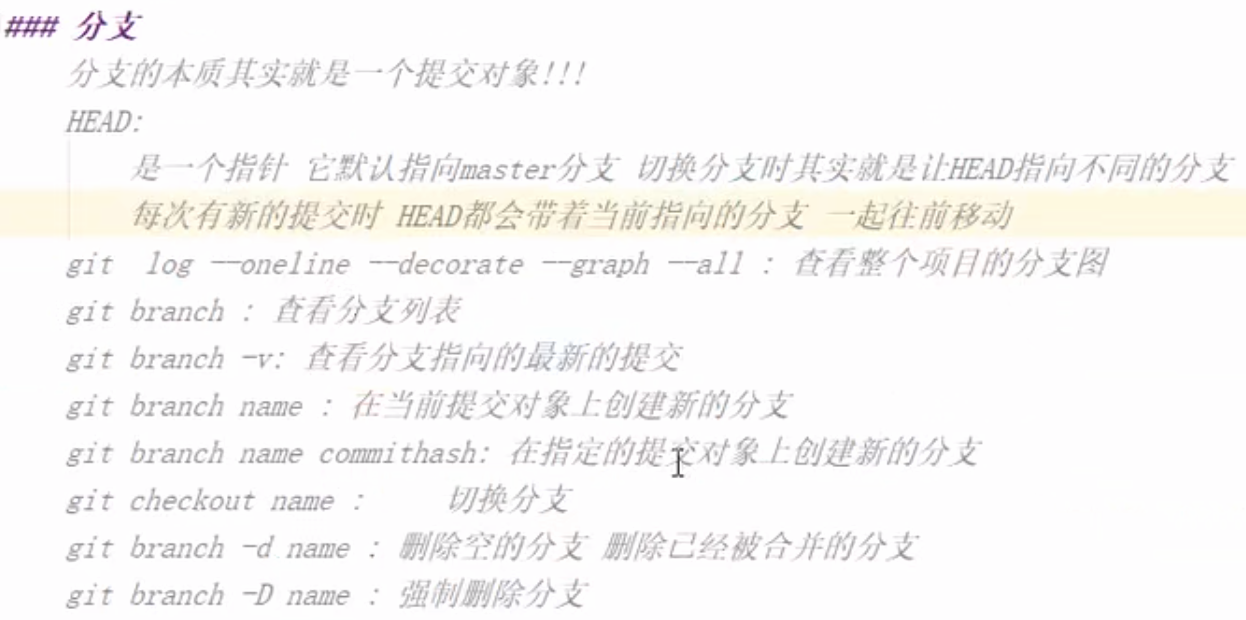 ### 分支
分支的本质其实就是一个提交对象!!!
HEAD:
是一个指针 它默认指向master分支 切换分支时其实就是让HEAD指向不同的分支
每次有新的提交时 HEAD都会带着当前指向的分支 一起往前移动
git  log --oneline --decorate --graph --all : 查看整个项目的分支图
git branch : 查看分支列表
git branch -v: 查看分支指向的最新的提交
git branch name : 在当前提交对象上创建新的分支
git branch name commithash: 在指定的提交对象上创建新的分支
git checkout name :     切换分支
git branch -d name : 删除空的分支 删除已经被合并的分支
git branch -D name : 强制删除分支